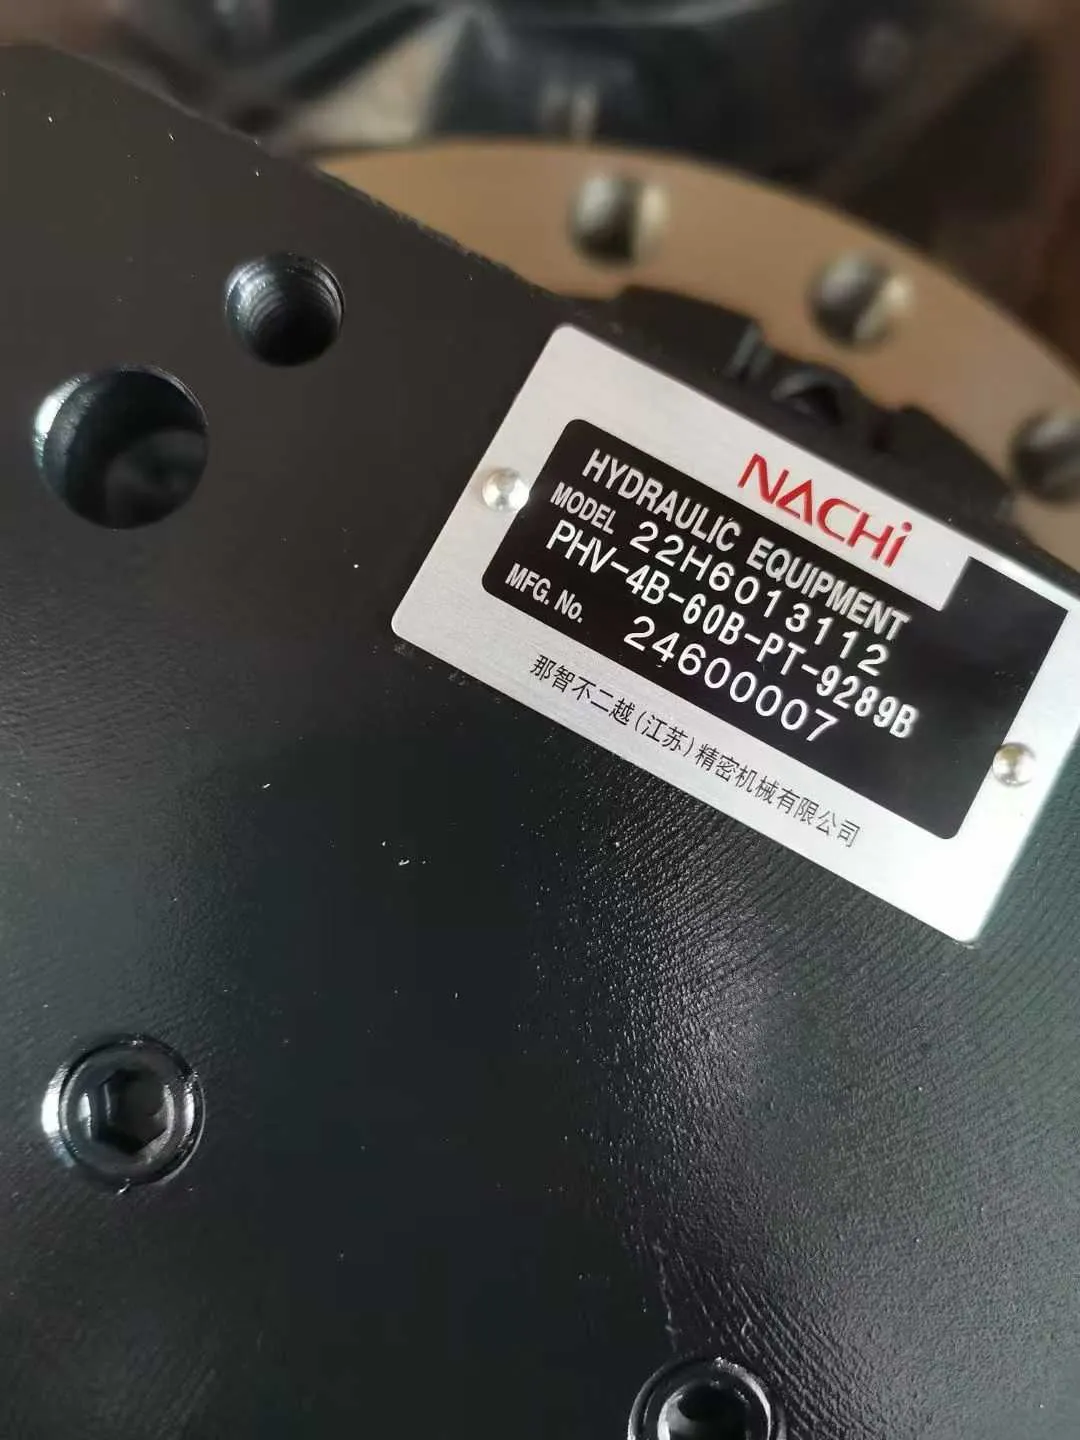 NACHi
HYDRAULIC EQUIPMENT
MODEL 22H6013112
PHV-4B-60B-PT-9289B
MFG. No. 24600007
那智不二越(江苏)精密机械有限公司